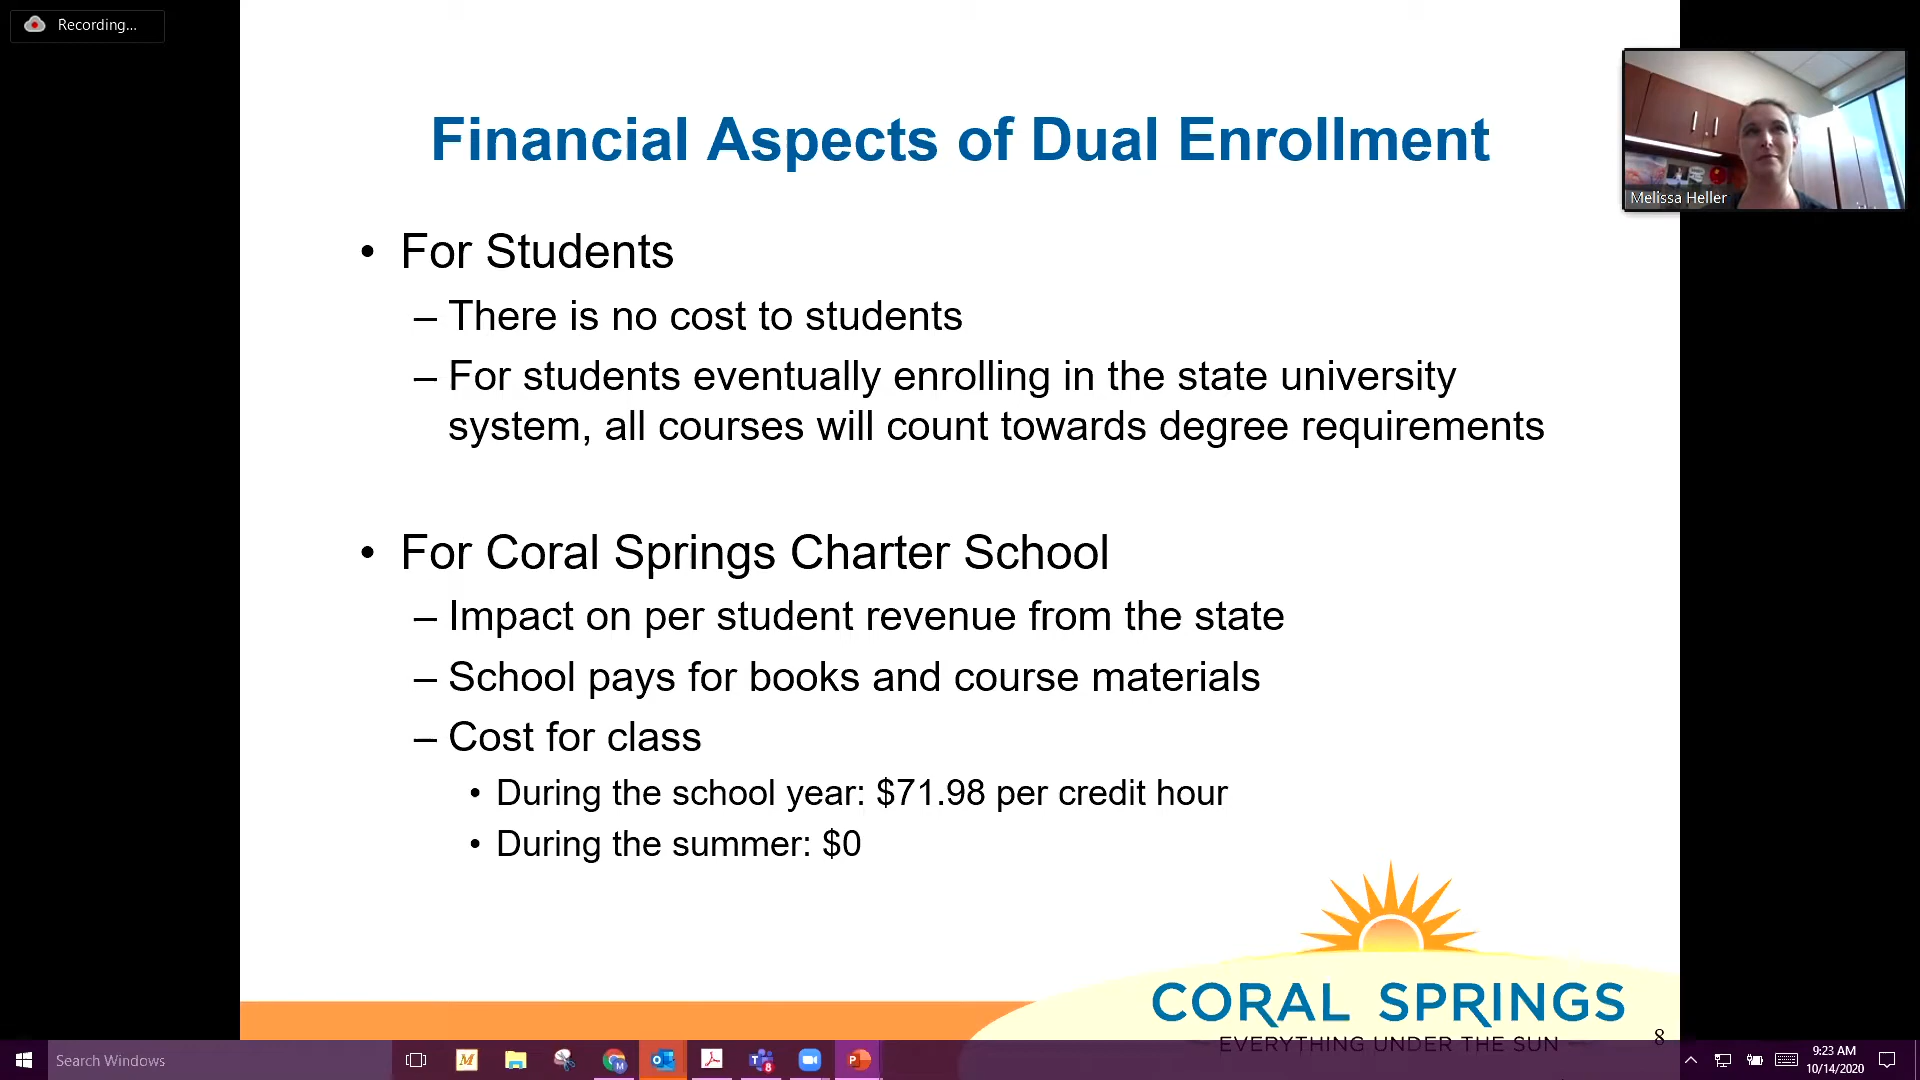 Recording...
Financial Aspects of Dual Enrollment
Melissa Heller
• For Students
– There is no cost to students
– For students eventually enrolling in the state university
system, all courses will count towards degree requirements
• For Coral Springs Charter School
– Impact on per student revenue from the state
– School pays for books and course materials
– Cost for class
• During the school year: $71.98 per credit hour
• During the summer: $0
CORAL SPRINGS
EVERYTHING UNDER THE SUN
8
Search Windows
9:23 AM
10/14/2020